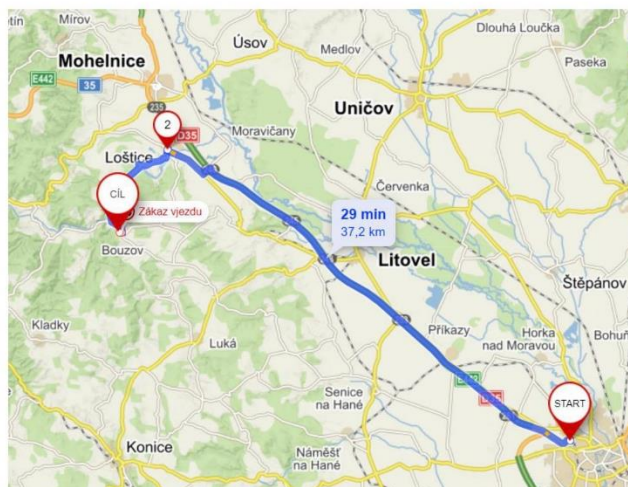 Mírov
Úsov
Medlov
Dlouhá Loučka
Paseka
Mohelnice
E442
35
235
Uničov
2
D35
Moravičany
Loštice
CÍL
Zákaz vjezdu
Bouzov
Červenka
29 min
37,2 km
Litovel
Štěpánov
Kladky
Luká
Příkazy
Horka
nad Moravou
START
Senice
na Hané
Konice
Náměšť
na Hané